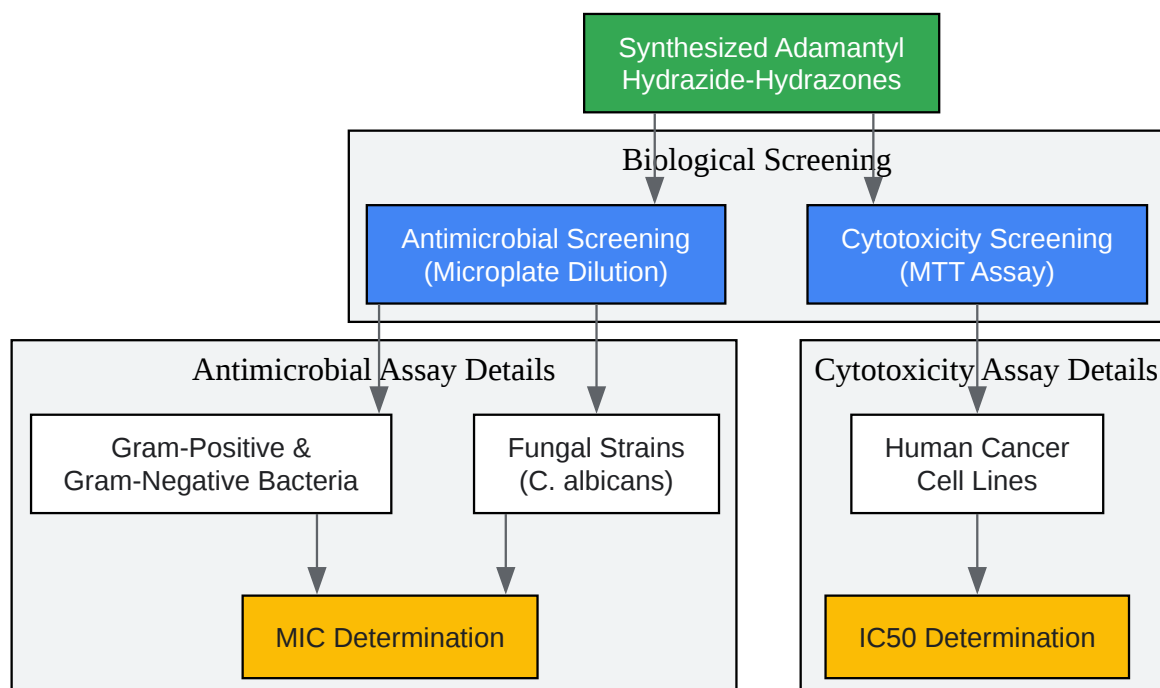 Synthesized Adamantyl
Hydrazide-Hydrazones
Biological Screening
Antimicrobial Screening
(Microplate Dilution)
Cytotoxicity Screening
(MTT Assay)
Antimicrobial Assay Details
Cytotoxicity Assay Details
Gram-Positive &
Gram-Negative Bacteria
Fungal Strains
(C. albicans)
Human Cancer
Cell Lines
MIC Determination
IC50 Determination